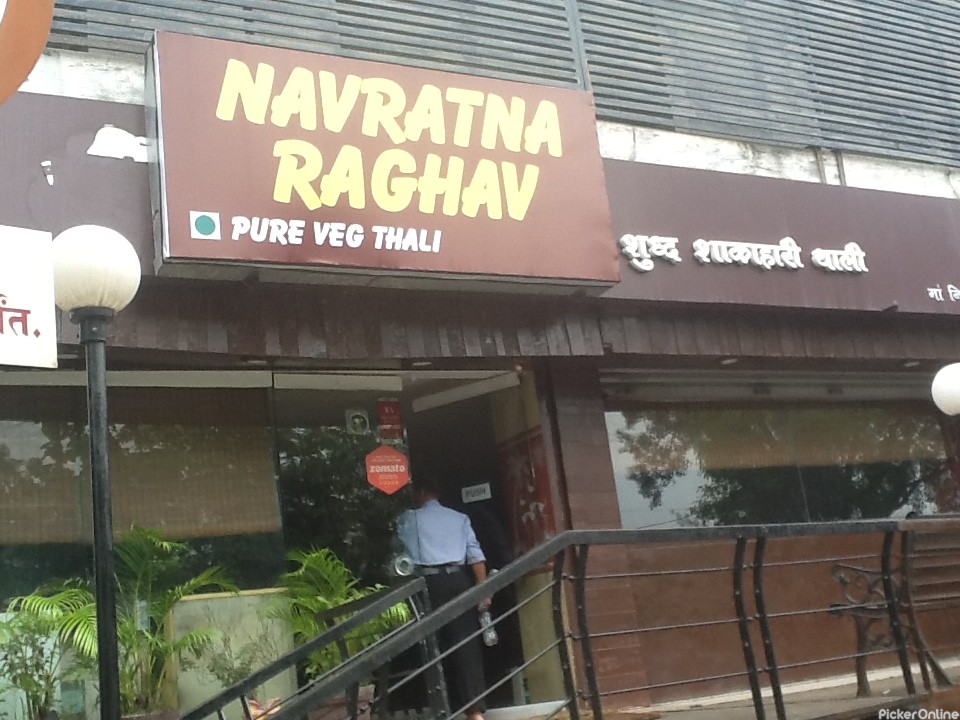 NAVRATNA
RAGHAV
PURE VEG THALI
शुध्द शाकाहारी थाली
मां
त.
zomato
PUSH
PickerOnline